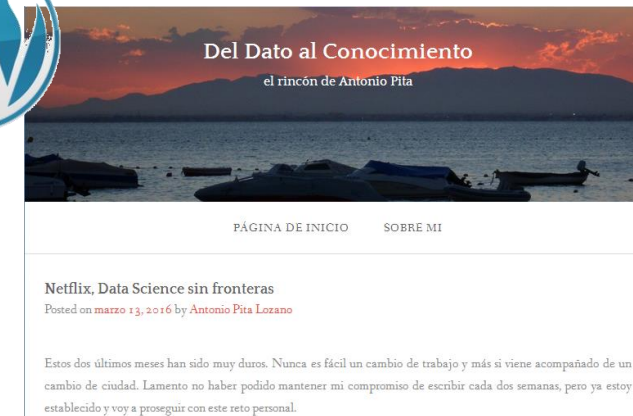 Del Dato al Conocimiento
el rincón de Antonio Pita
PÁGINA DE INICIO SOBRE MI
Netflix, Data Science sin fronteras
Posted on marzo 13, 2016 by Antonio Pita Lozano
Estos dos últimos meses han sido muy duros. Nunca es fácil un cambio de trabajo y más si viene acompañado de un
cambio de ciudad. Lamento no haber podido mantener mi compromiso de escribir cada dos semanas, pero ya estoy
establecido y voy a proseguir con este reto personal.